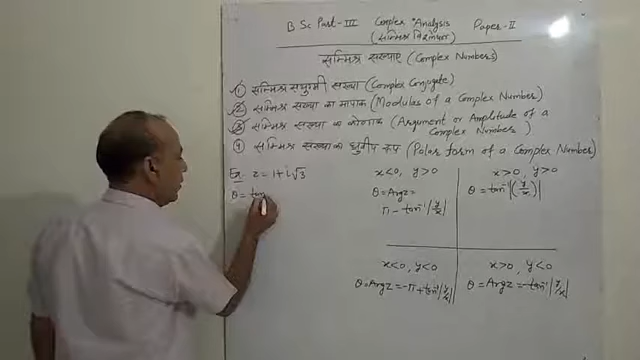 B Sc Part-III Complex Analysis Paper-II
(सम्मिश्र विश्लेषण)
सम्मिश्र संख्याएँ (Complex Numbers)
① सम्मिश्र संयुग्मी संख्या (Complex Conjugate)
② सम्मिश्र संख्या का मापांक (Modulus of a Complex Number)
③ सम्मिश्र संख्या का कोणांक (Argument or Amplitude of a
Complex Number)
④ सम्मिश्र संख्या का ध्रुवीय रूप (Polar form of a Complex Number)
Ex. z = 1+i√3
θ = tan
x<0, y>0
θ = Arg z =
π - tan⁻¹|y/x|
x>0, y>0
θ = tan⁻¹|(y/x)|
x<0, y<0
θ = Arg z = -π + tan⁻¹|y/x|
x>0, y<0
θ = Arg z = -tan⁻¹|y/x|